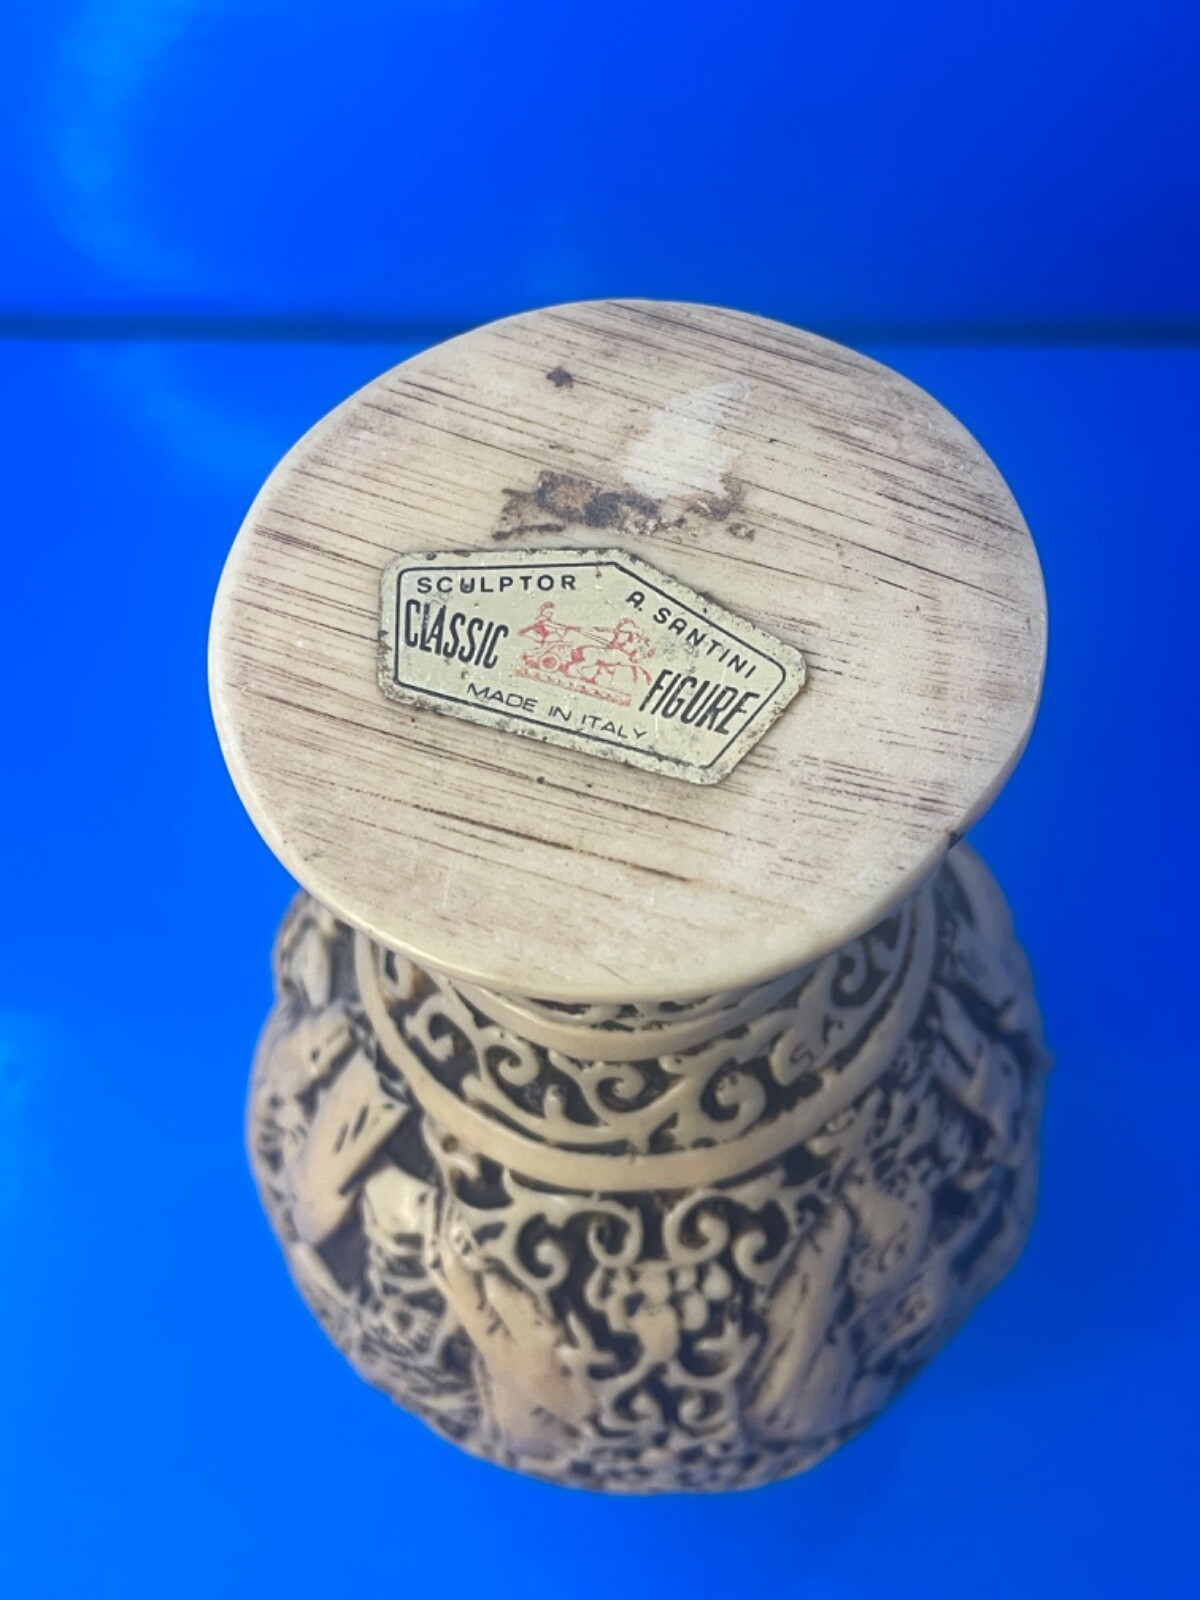 SCULPTOR A. SANTINI
CLASSIC FIGURE
MADE IN ITALY